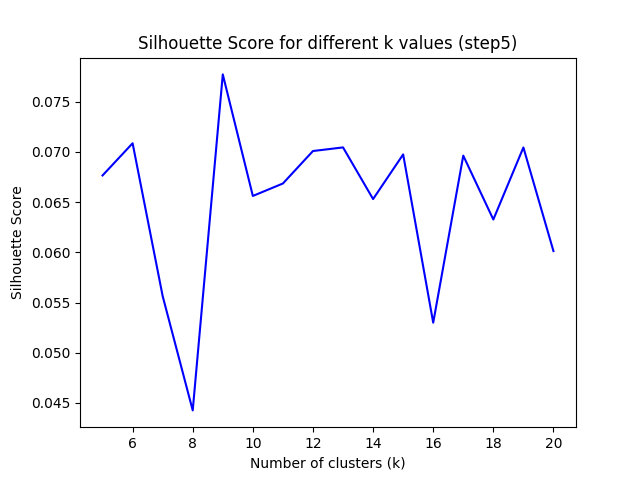 Silhouette Score for different k values (step5)
Silhouette Score
0.075
0.070
0.065
0.060
0.055
0.050
0.045
6 8 10 12 14 16 18 20
Number of clusters (k)